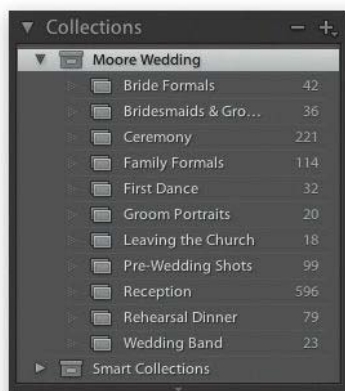 Collections
Moore Wedding
Bride Formals 42
Bridesmaids & Gro... 36
Ceremony 221
Family Formals 114
First Dance 32
Groom Portraits 20
Leaving the Church 18
Pre-Wedding Shots 99
Reception 596
Rehearsal Dinner 79
Wedding Band 23
Smart Collections